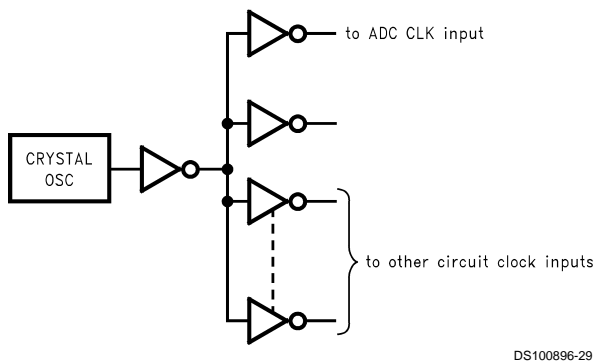 to ADC CLK input
CRYSTAL
OSC
to other circuit clock inputs
DS100896-29